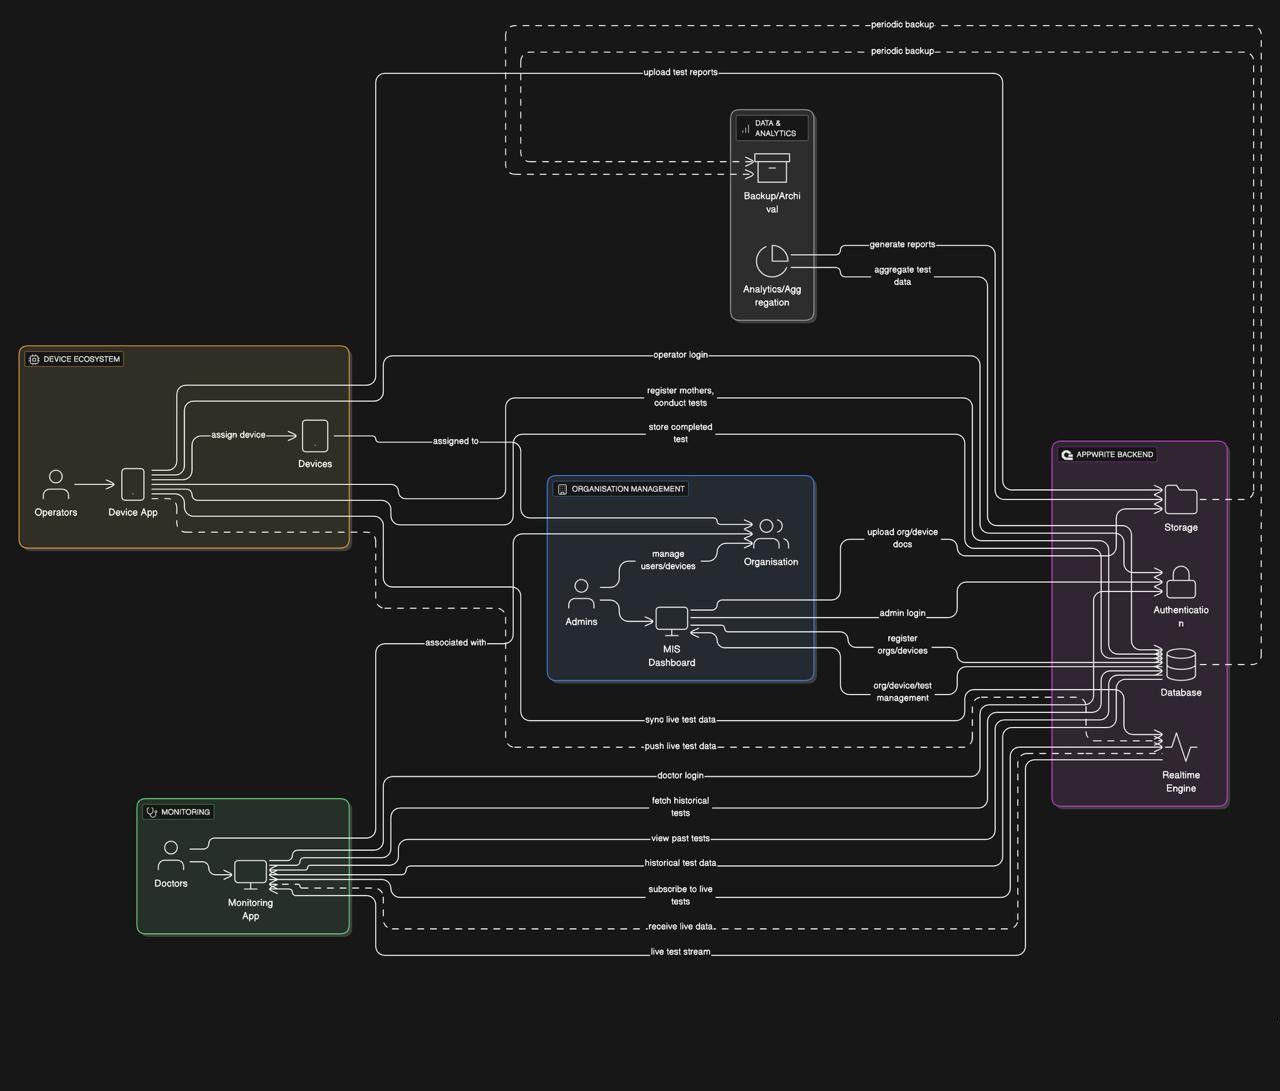 periodic backup
periodic backup
upload test reports
DATA &
ANALYTICS
Backup/Archi
val
generate reports
aggregate test
data
Analytics/Agg
regation
DEVICE ECOSYSTEM
operator login
register mothers,
conduct tests
store completed
test
assign device
assigned to
Devices
Operators
Device App
APPWRITE BACKEND
ORGANISATION MANAGEMENT
Storage
upload org/device
docs
manage
users/devices
Organisation
Authenticatio
n
admin login
Admins
register
orgs/devices
associated with
MIS
Dashboard
org/device/test
management
Database
sync live test data
push live test data
doctor login
Realtime
Engine
fetch historical
tests
MONITORING
view past tests
historical test data
Doctors
subscribe to live
tests
Monitoring
App
receive live data
live test stream